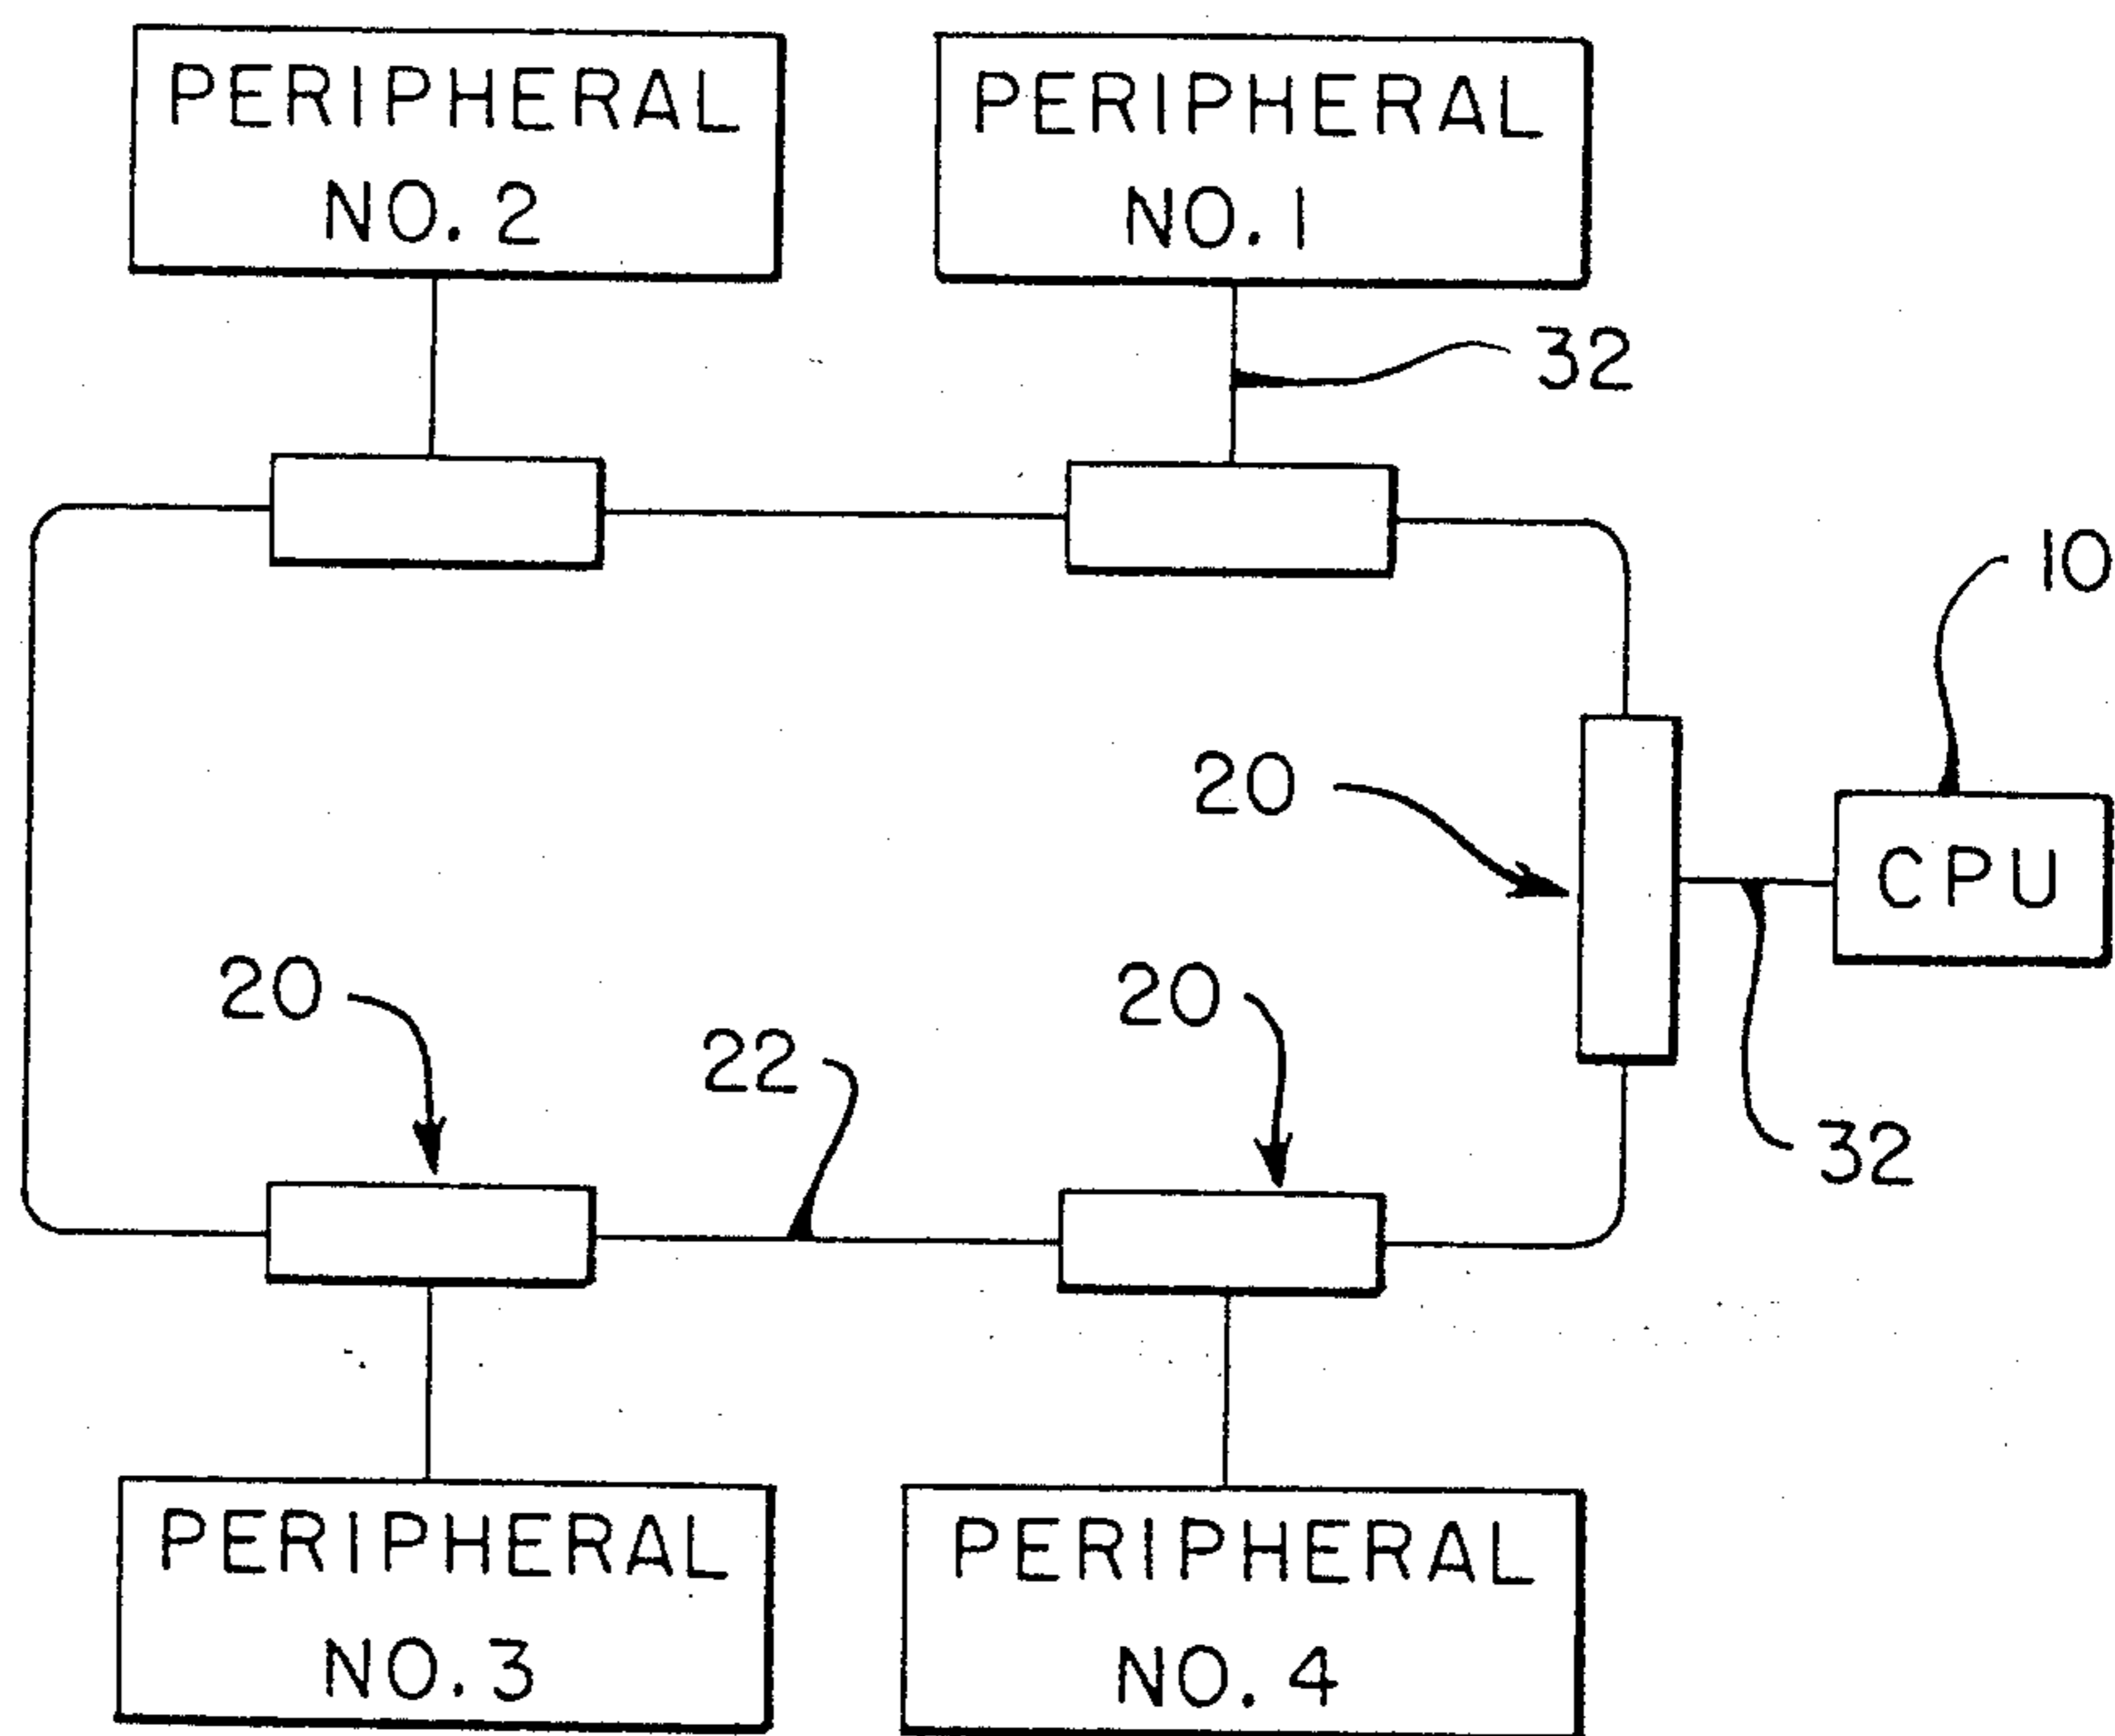 PERIPHERAL
NO. 2
PERIPHERAL
NO. 1
32
10
20
CPU
20
20
22
32
PERIPHERAL
NO. 3
PERIPHERAL
NO. 4